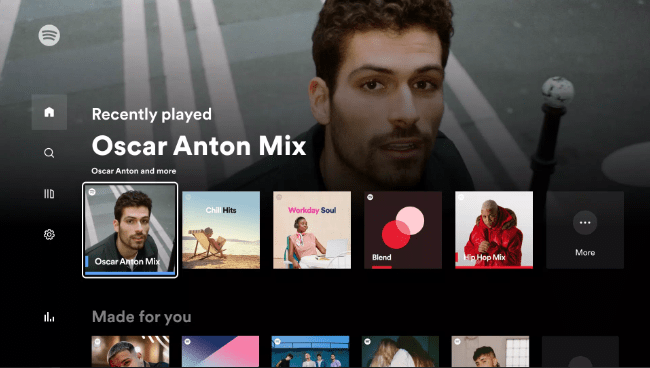 Recently played
Oscar Anton Mix
Oscar Anton and more
Oscar Anton Mix
Chill Hits
Workday Soul
Blend
Hip Hop Mix
More
Made for you